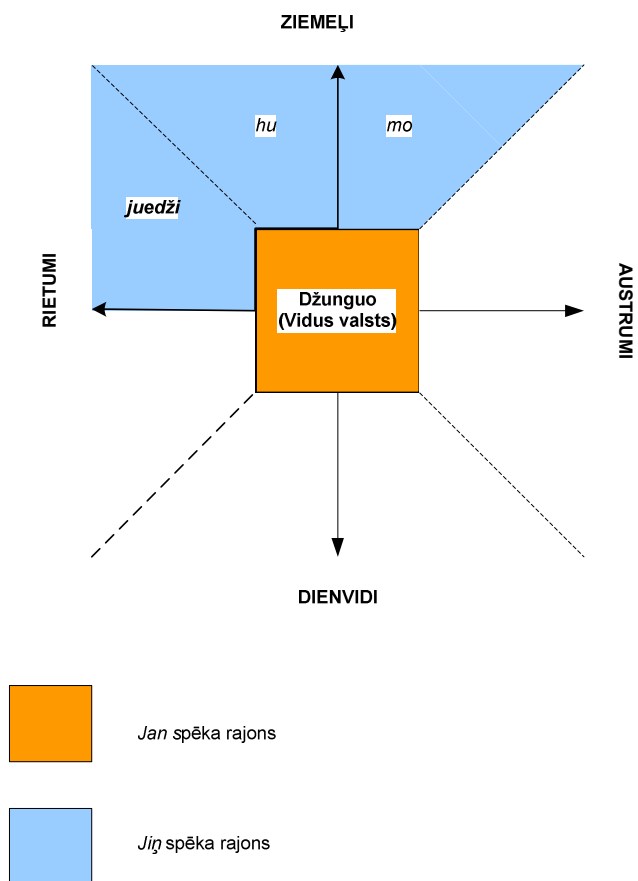 ZIEMEĻI
hu
mo
juedži
RIETUMI
Džunguo
(Vidus valsts)
AUSTRUMI
DIENVIDI
Jan spēka rajons
Jiņ spēka rajons